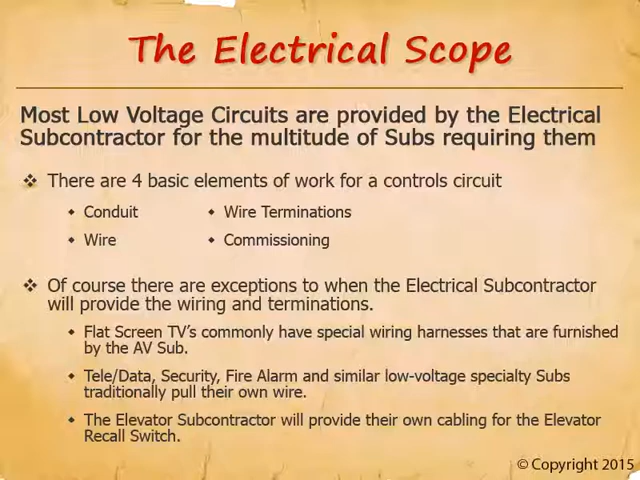 The Electrical Scope
Most Low Voltage Circuits are provided by the Electrical
Subcontractor for the multitude of Subs requiring them
❖ There are 4 basic elements of work for a controls circuit
◆ Conduit ◆ Wire Terminations
◆ Wire ◆ Commissioning
❖ Of course there are exceptions to when the Electrical Subcontractor
will provide the wiring and terminations.
◆ Flat Screen TV's commonly have special wiring harnesses that are furnished
by the AV Sub.
◆ Tele/Data, Security, Fire Alarm and similar low-voltage specialty Subs
traditionally pull their own wire.
◆ The Elevator Subcontractor will provide their own cabling for the Elevator
Recall Switch.
© Copyright 2015